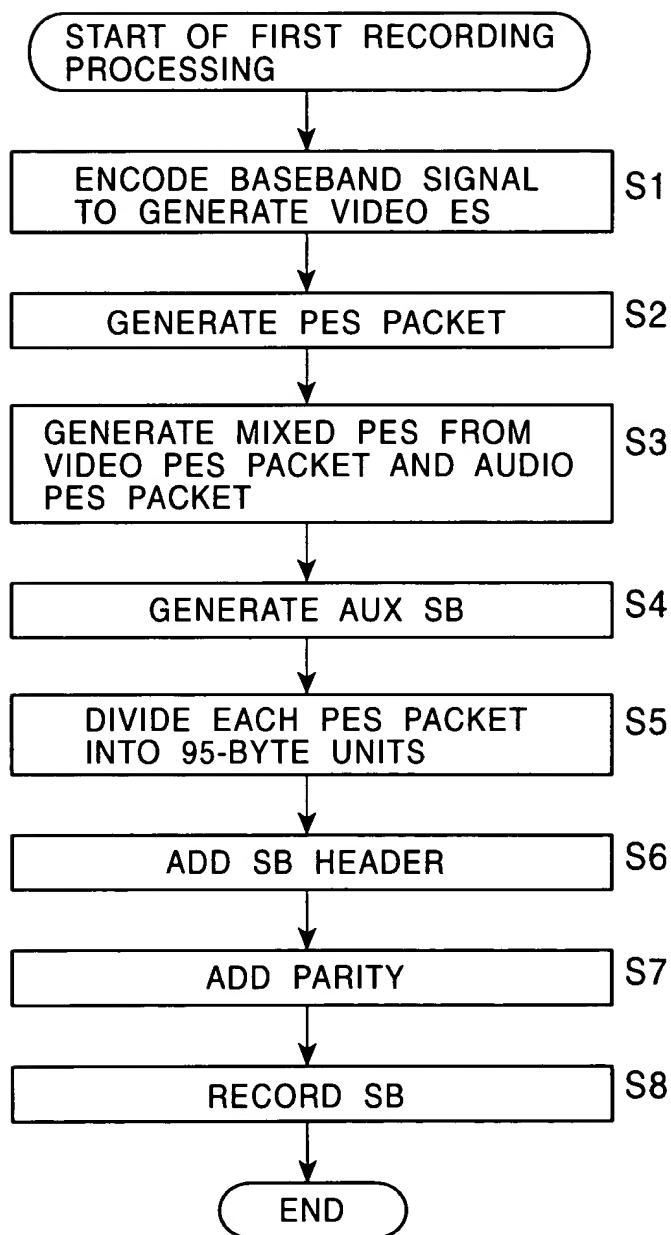 START OF FIRST RECORDING
PROCESSING
ENCODE BASEBAND SIGNAL
TO GENERATE VIDEO ES
S1
GENERATE PES PACKET
S2
GENERATE MIXED PES FROM
VIDEO PES PACKET AND AUDIO
PES PACKET
S3
GENERATE AUX SB
S4
DIVIDE EACH PES PACKET
INTO 95-BYTE UNITS
S5
ADD SB HEADER
S6
ADD PARITY
S7
RECORD SB
S8
END